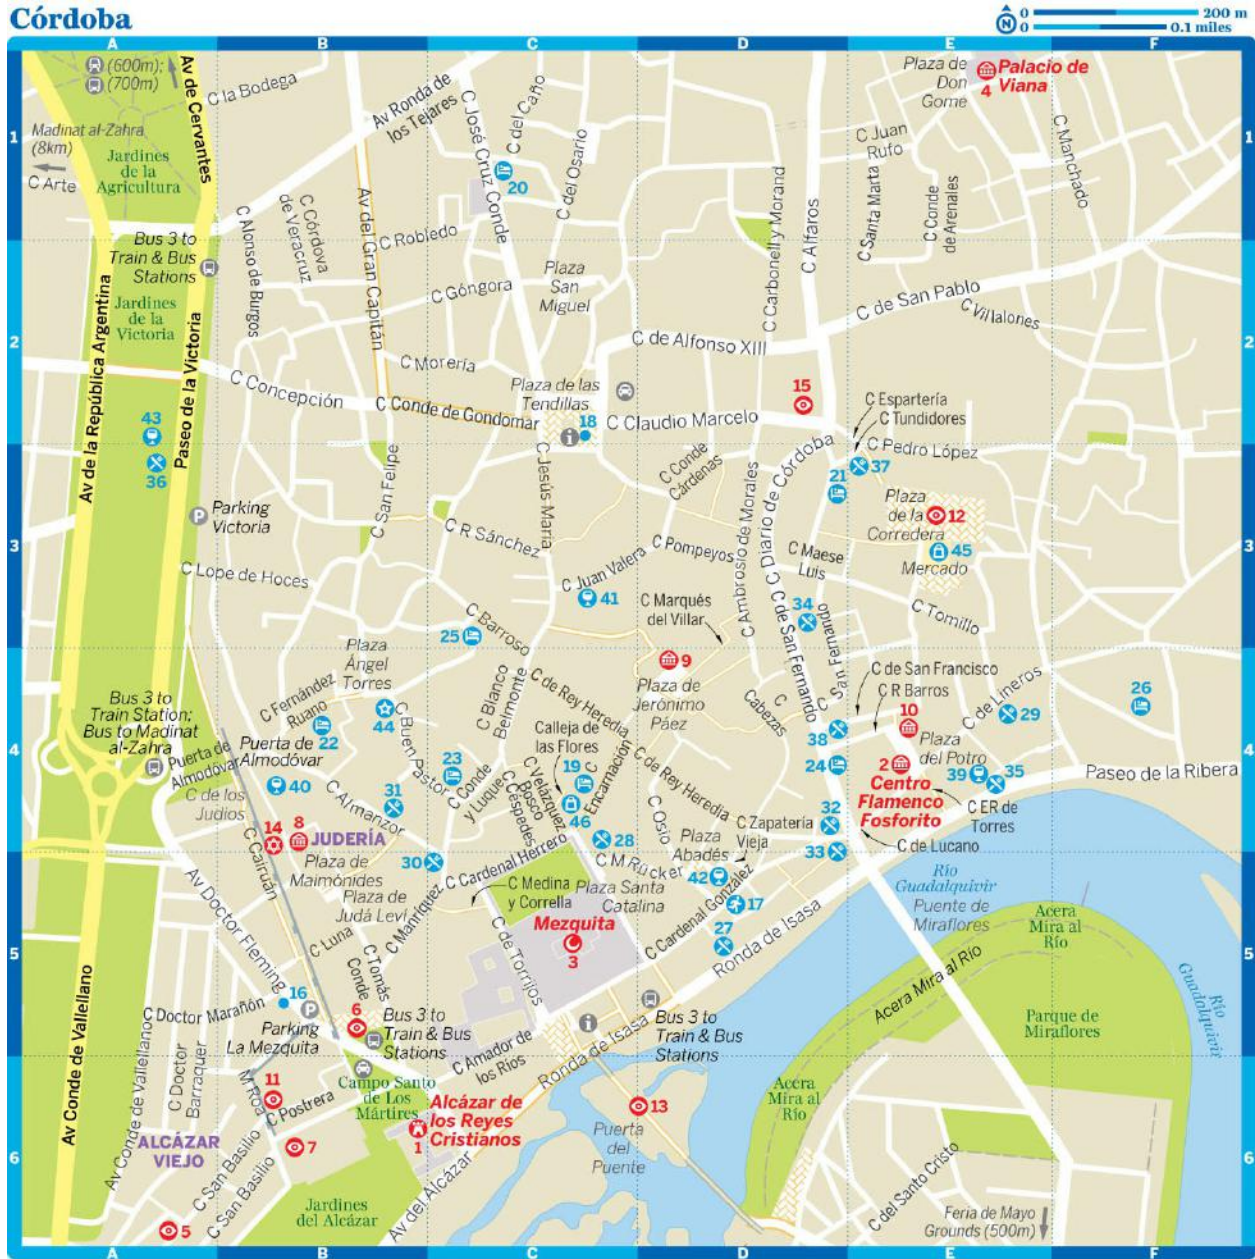 Córdoba
0 200 m
N 0 0.1 miles
A B C D E F
1
2
3
4
5
6
(600m);
(700m)
Av de Cervantes
C la Bodega
Av Ronda de
los Tejares
C José Cruz Conde
C del Caño
20
C del Osario
Plaza de
Don
Gome
4
Palacio de
Viana
Madinat al-Zahra
(8km)
C Arte
Jardines
de la
Agricultura
C Juan
Rufo
C Manchado
C Santa Marta
C Conde
de Arenales
Bus 3 to
Train & Bus
Stations
C Alonso de Burgos
C Córdova
de Veracruz
Av del Gran Capitán
C Robledo
C Góngora
Plaza
San
Miguel
C Carbonell y Morand
C Alfaros
C de San Pablo
C Villalones
Jardines
de la
Victoria
Av de la República Argentina
Paseo de la Victoria
C Morería
C Concepción
C Conde de Gondomar
Plaza de las
Tendillas
18
C de Alfonso XIII
C Claudio Marcelo
15
C Espartería
C Tundidores
C Pedro López
37
43
36
P
Parking
Victoria
C San Felipe
C R Sánchez
C Jesús María
C Conde
Cárdenas
C Ambrosio de Morales
C Diario de Córdoba
21
Plaza
de la
Corredera
12
45
Mercado
C Lope de Hoces
C Juan Valera
C Pompeyos
41
C Maese
Luis
34
C Tomillo
C Marqués
del Villar
25
C Barroso
C de San Fernando
C San Fernando
9
Plaza de
Jerónimo
Páez
Plaza
Ángel
Torres
44
C Fernández
Ruano
22
C Buen Pastor
C Blanco
Belmonte
C de Rey Heredia
C
Cabezas
C de San Francisco
C R Barros
10
C de Lineros
29
26
Bus 3 to
Train Station;
Bus to Madinat
al-Zahra
Puerta de
Almodóvar
Puerta de
Almodóvar
40
23
C Conde
y Luque
Calleja de
las Flores
19
C Encarnación
C Velázquez
Bosco
C Céspedes
46
C de Rey Heredia
38
24
2
Centro
Flamenco
Fosforito
Plaza
del Potro
39
35
C ER de
Torres
Paseo de la Ribera
C de los
Judios
14
8
JUDERÍA
31
C Almanzor
30
28
C Osio
C Zapatería
Vieja
32
33
C de Lucano
C Cairuán
Plaza de
Maimónides
Plaza de
Judá Leví
C Manríquez
C Cardenal Herrero
C Medina
y Corrella
C M Rücker
Plaza
Abadés
42
Plaza Santa
Catalina
17
27
C Cardenal González
Ronda de Isasa
Río
Guadalquivir
Puente de
Miraflores
Mezquita
3
C de Torrijos
Av Doctor Fleming
C Luna
C Tomás
Conde
Acera
Mira al
Río
Acera Mira al Río
Río
Guadalquivir
Parque de
Miraflores
Av Conde de Vallellano
C Doctor Marañón
16
P
Parking
La Mezquita
6
Bus 3 to
Train & Bus
Stations
C Amador de
los Ríos
Ronda de Isasa
Bus 3 to
Train & Bus
Stations
Av Conde de Vallellano
C Doctor
Barraquer
M Roa
11
C Postrera
Campo Santo
de Los
Mártires
Alcázar de
los Reyes
Cristianos
1
13
Puerta
del
Puente
Acera
Mira al
Río
ALCÁZAR
VIEJO
7
C San Basilio
C San Basilio
5
Jardines
del Alcázar
Av del Alcázar
C del Santo Cristo
Feria de Mayo
Grounds (500m)
A B C D E F
1
2
3
4
5
6